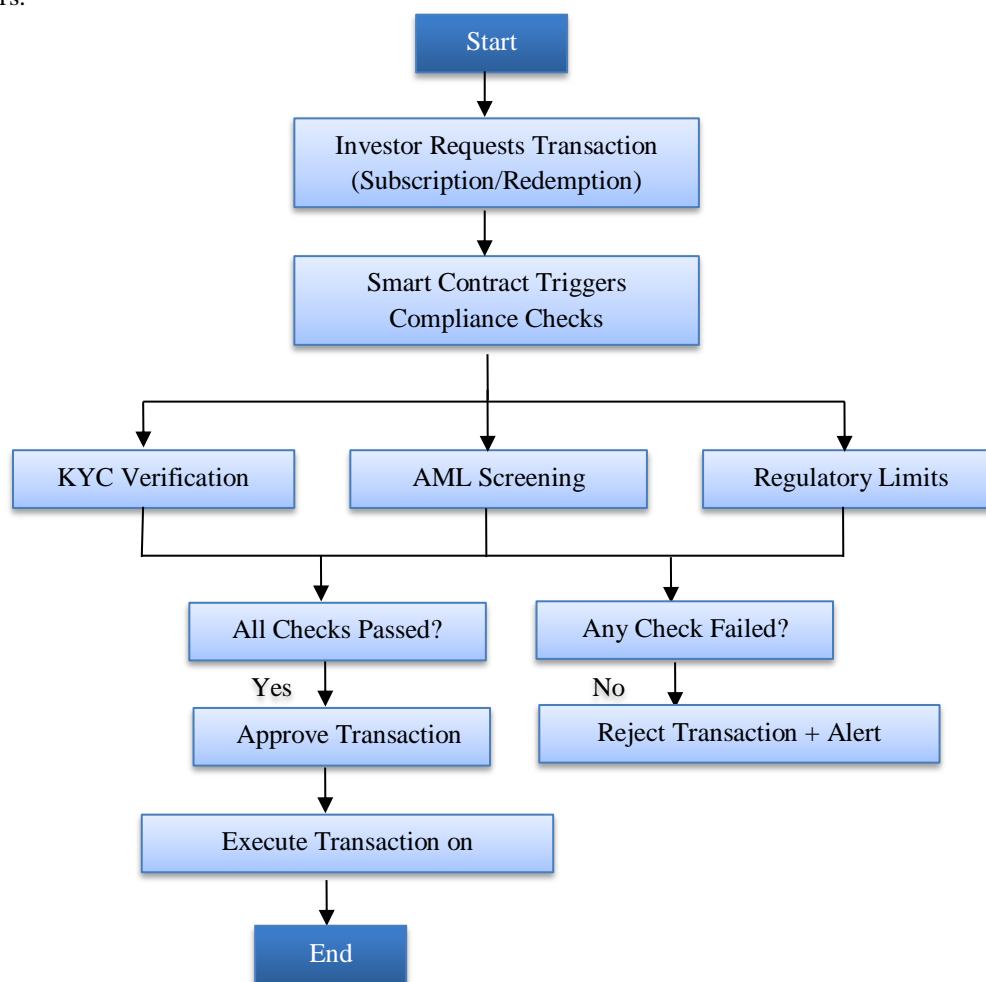 Start
Investor Requests Transaction
(Subscription/Redemption)
Smart Contract Triggers
Compliance Checks
KYC Verification
AML Screening
Regulatory Limits
All Checks Passed?
Any Check Failed?
Yes
No
Approve Transaction
Reject Transaction + Alert
Execute Transaction on
End